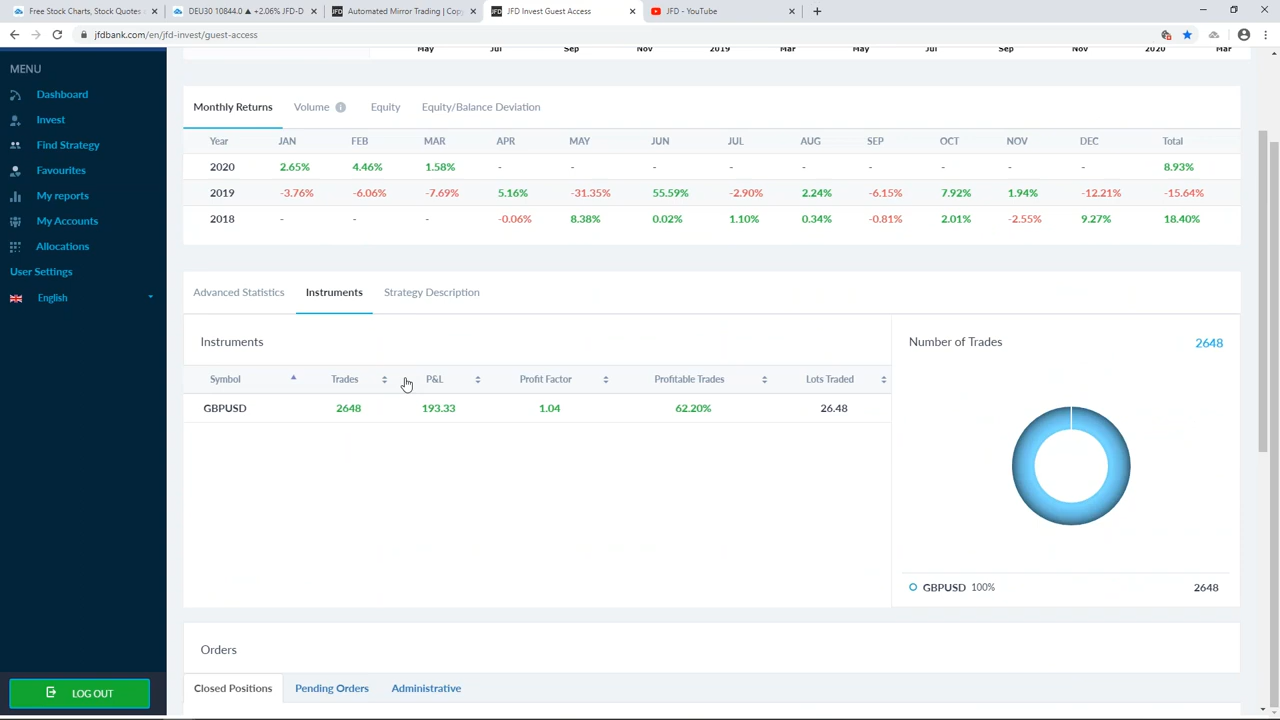 Free Stock Charts, Stock Quotes
DEU30 10844.0 ▲ +2.06% JFD-D
Automated Mirror Trading | Cop
JFD Invest Guest Access
JFD - YouTube
jfdbank.com/en/jfd-invest/guest-access
May Jul Sep Nov 2019 Mar May Jul Sep Nov 2020 Mar
MENU
Dashboard
Invest
Find Strategy
Favourites
My reports
My Accounts
Allocations
User Settings
English
LOG OUT
Monthly Returns Volume Equity Equity/Balance Deviation
Year JAN FEB MAR APR MAY JUN JUL AUG SEP OCT NOV DEC Total
2020 2.65% 4.46% 1.58% - - - - - - - - - 8.93%
2019 -3.76% -6.06% -7.69% 5.16% -31.35% 55.59% -2.90% 2.24% -6.15% 7.92% 1.94% -12.21% -15.64%
2018 - - - -0.06% 8.38% 0.02% 1.10% 0.34% -0.81% 2.01% -2.55% 9.27% 18.40%
Advanced Statistics Instruments Strategy Description
Instruments
Symbol Trades P&L Profit Factor Profitable Trades Lots Traded
GBPUSD 2648 193.33 1.04 62.20% 26.48
Number of Trades 2648
GBPUSD 100% 2648
Orders
Closed Positions Pending Orders Administrative